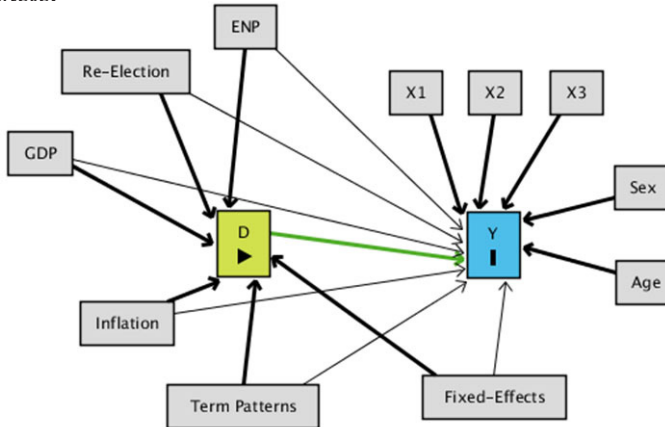 ENP
Re-Election
X1
X2
X3
GDP
Sex
D
Y
Age
Inflation
Term Patterns
Fixed-Effects